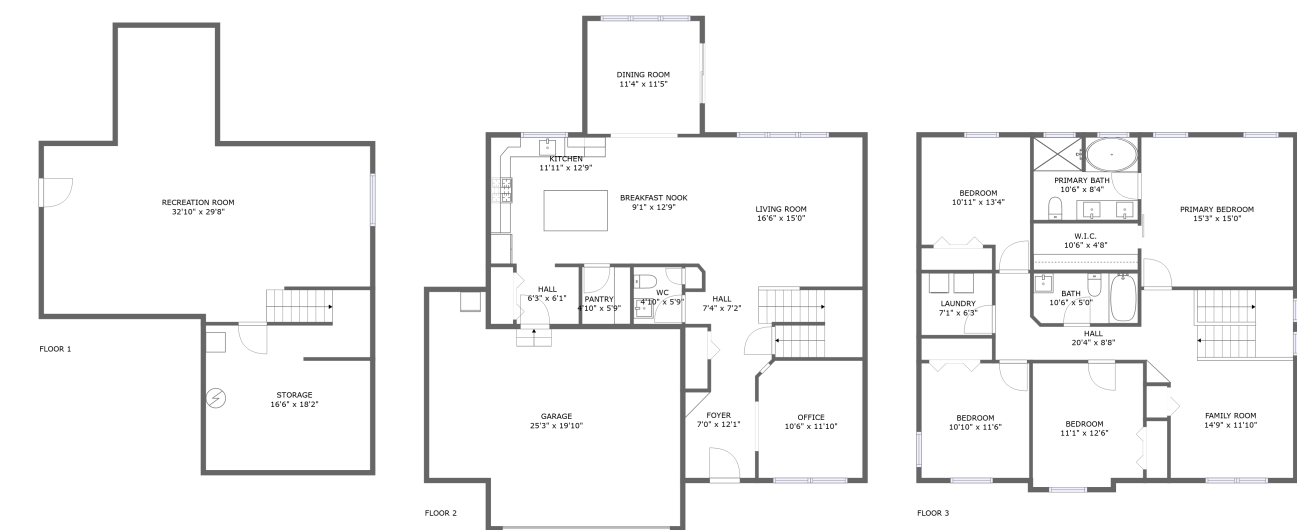 RECREATION ROOM
32'10" x 29'8"
STORAGE
16'6" x 18'2"
FLOOR 1
DINING ROOM
11'4" x 11'5"
KITCHEN
11'11" x 12'9"
BREAKFAST NOOK
9'1" x 12'9"
LIVING ROOM
16'6" x 15'0"
HALL
6'3" x 6'1"
PANTRY
4'10" x 5'9"
WC
4'10" x 5'9"
HALL
7'4" x 7'2"
GARAGE
25'3" x 19'10"
FOYER
7'0" x 12'1"
OFFICE
10'6" x 11'10"
FLOOR 2
BEDROOM
10'11" x 13'4"
PRIMARY BATH
10'6" x 8'4"
PRIMARY BEDROOM
15'3" x 15'0"
W.I.C.
10'6" x 4'8"
LAUNDRY
7'1" x 6'3"
BATH
10'6" x 5'0"
HALL
20'4" x 8'8"
BEDROOM
10'10" x 11'6"
BEDROOM
11'1" x 12'6"
FAMILY ROOM
14'9" x 11'10"
FLOOR 3